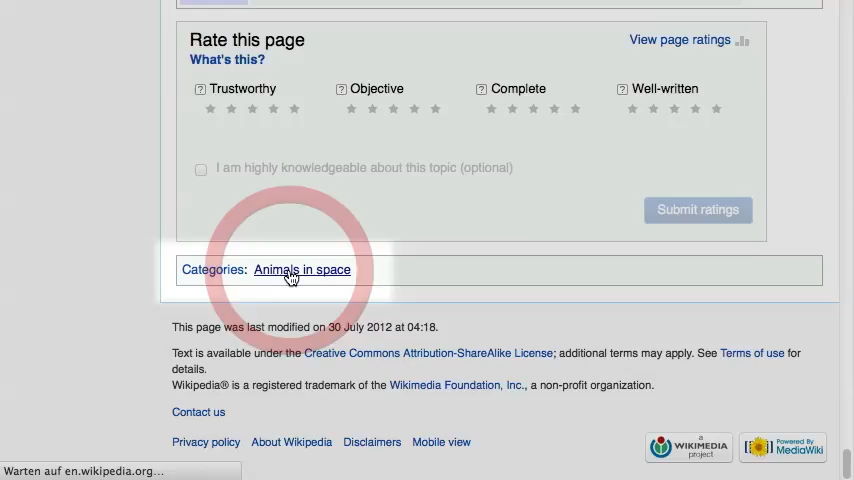 Rate this page
View page ratings
What's this?
? Trustworthy ? Objective ? Complete ? Well-written
I am highly knowledgeable about this topic (optional)
Submit ratings
Categories: Animals in space
This page was last modified on 30 July 2012 at 04:18.
Text is available under the Creative Commons Attribution-ShareAlike License; additional terms may apply. See Terms of use for
details.
Wikipedia® is a registered trademark of the Wikimedia Foundation, Inc., a non-profit organization.
Contact us
Privacy policy About Wikipedia Disclaimers Mobile view
a
WIKIMEDIA
project
Powered By
MediaWiki
Warten auf en.wikipedia.org...